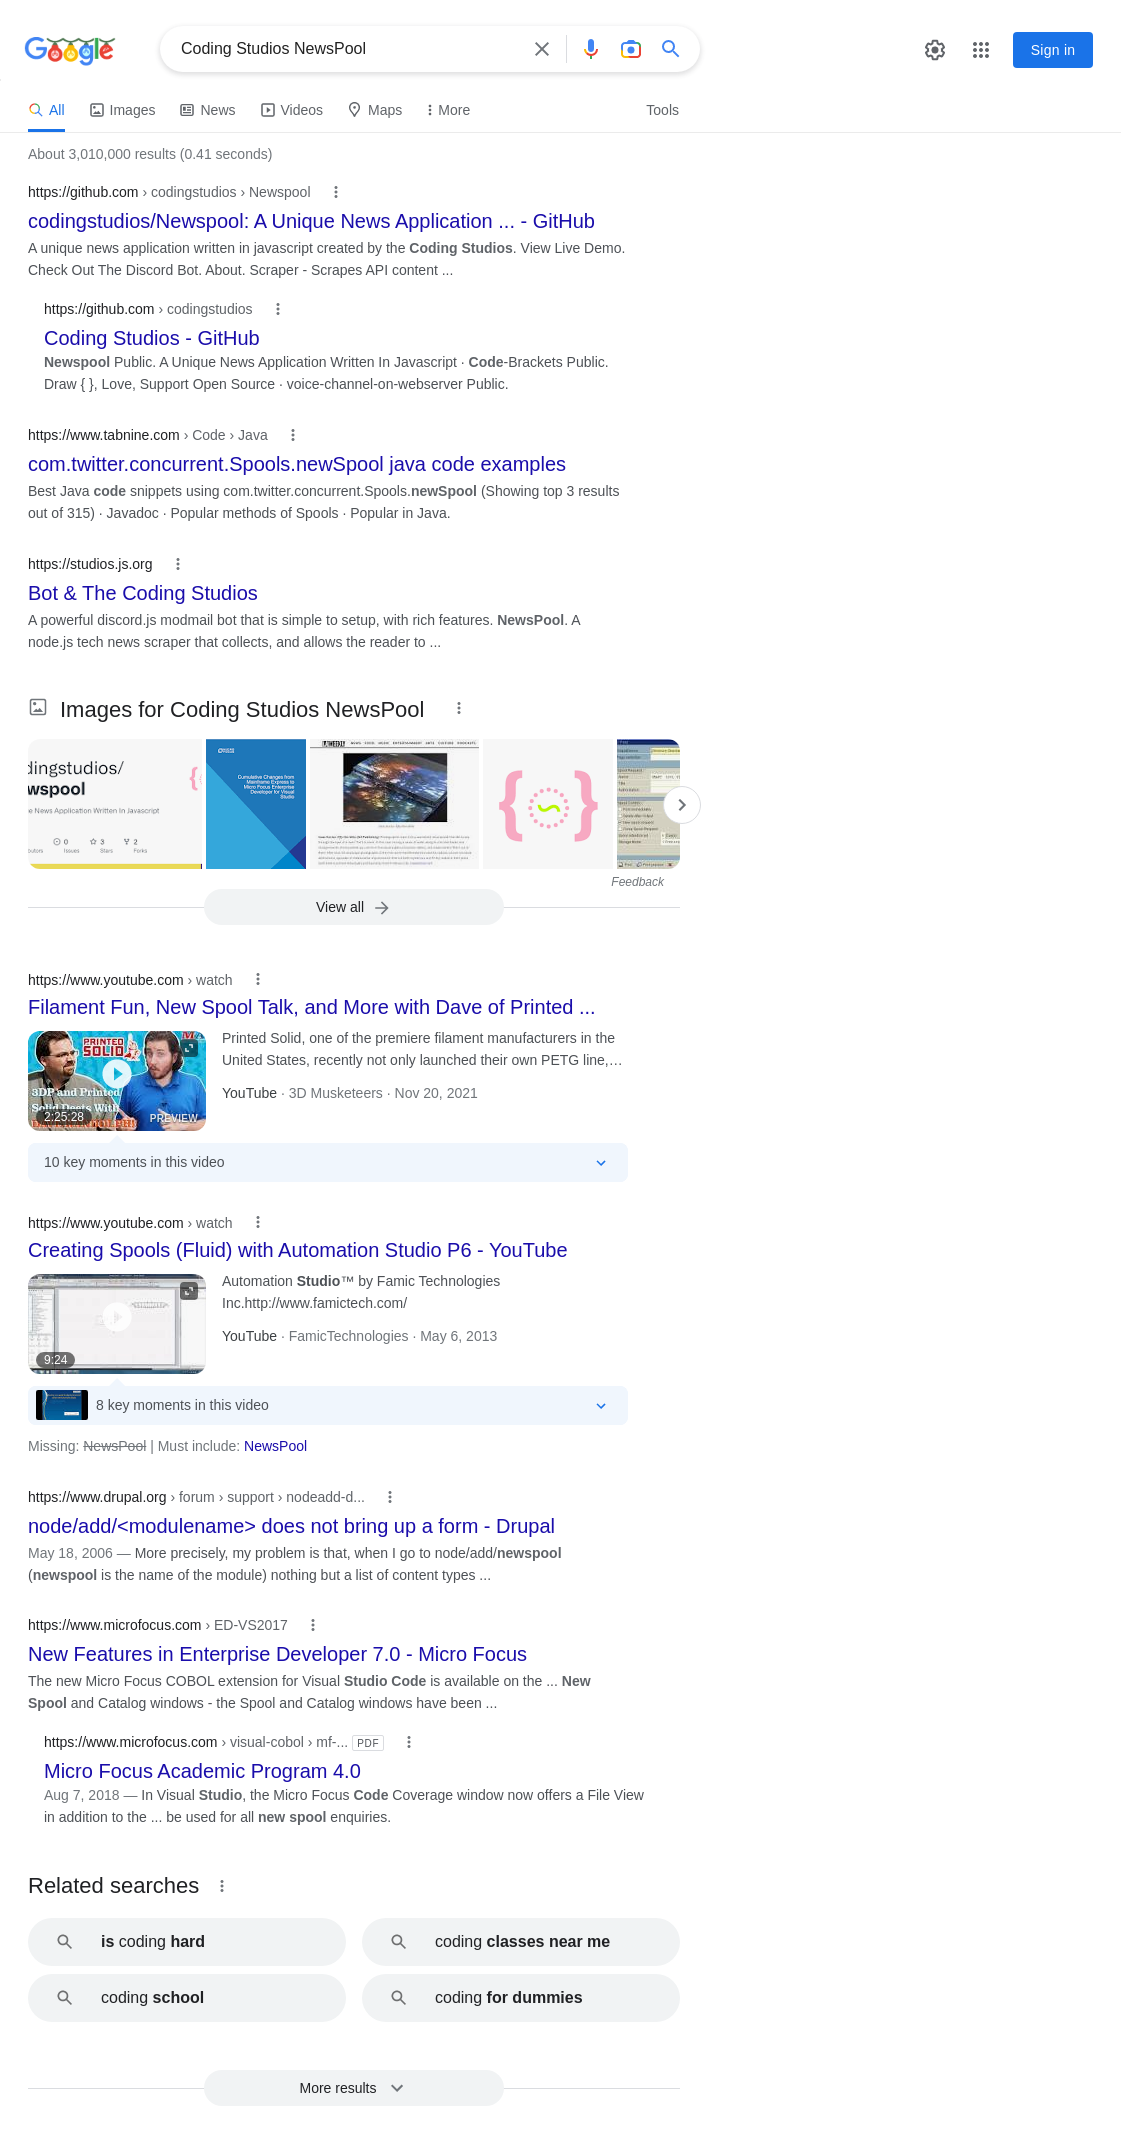 Google
Coding Studios NewsPool
Sign in
All
Images
News
Videos
Maps
More
Tools
About 3,010,000 results (0.41 seconds)
https://github.com › codingstudios › Newspool
codingstudios/Newspool: A Unique News Application ... - GitHub
A unique news application written in javascript created by the Coding Studios. View Live Demo.
Check Out The Discord Bot. About. Scraper - Scrapes API content ...
https://github.com › codingstudios
Coding Studios - GitHub
Newspool Public. A Unique News Application Written In Javascript · Code-Brackets Public.
Draw { }, Love, Support Open Source · voice-channel-on-webserver Public.
https://www.tabnine.com › Code › Java
com.twitter.concurrent.Spools.newSpool java code examples
Best Java code snippets using com.twitter.concurrent.Spools.newSpool (Showing top 3 results
out of 315) · Javadoc · Popular methods of Spools · Popular in Java.
https://studios.js.org
Bot & The Coding Studios
A powerful discord.js modmail bot that is simple to setup, with rich features. NewsPool. A
node.js tech news scraper that collects, and allows the reader to ...
Images for Coding Studios NewsPool
dingstudios/
wspool
e News Application Written In Javascript
0
Issues
3
Stars
2
Forks
Cumulative Changes from
Mainframe Express to
Micro Focus Enterprise
Developer for Visual
Studio
Feedback
View all
https://www.youtube.com › watch
Filament Fun, New Spool Talk, and More with Dave of Printed ...
PRINTED
SOLID
3DP and Printed
Solid Deets With
2:25:28
PREVIEW
Printed Solid, one of the premiere filament manufacturers in the
United States, recently not only launched their own PETG line,...
YouTube · 3D Musketeers · Nov 20, 2021
10 key moments in this video
https://www.youtube.com › watch
Creating Spools (Fluid) with Automation Studio P6 - YouTube
9:24
Automation Studio™ by Famic Technologies
Inc.http://www.famictech.com/
YouTube · FamicTechnologies · May 6, 2013
8 key moments in this video
Missing: NewsPool | Must include: NewsPool
https://www.drupal.org › forum › support › nodeadd-d...
node/add/<modulename> does not bring up a form - Drupal
May 18, 2006 — More precisely, my problem is that, when I go to node/add/newspool
(newspool is the name of the module) nothing but a list of content types ...
https://www.microfocus.com › ED-VS2017
New Features in Enterprise Developer 7.0 - Micro Focus
The new Micro Focus COBOL extension for Visual Studio Code is available on the ... New
Spool and Catalog windows - the Spool and Catalog windows have been ...
https://www.microfocus.com › visual-cobol › mf-... PDF
Micro Focus Academic Program 4.0
Aug 7, 2018 — In Visual Studio, the Micro Focus Code Coverage window now offers a File View
in addition to the ... be used for all new spool enquiries.
Related searches
is coding hard
coding classes near me
coding school
coding for dummies
More results